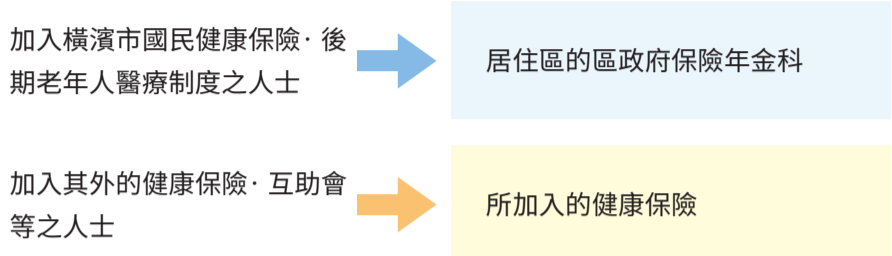 加入橫濱市國民健康保險· 後
期老年人醫療制度之人士
居住區的區政府保險年金科
加入其外的健康保險· 互助會
等之人士
所加入的健康保險